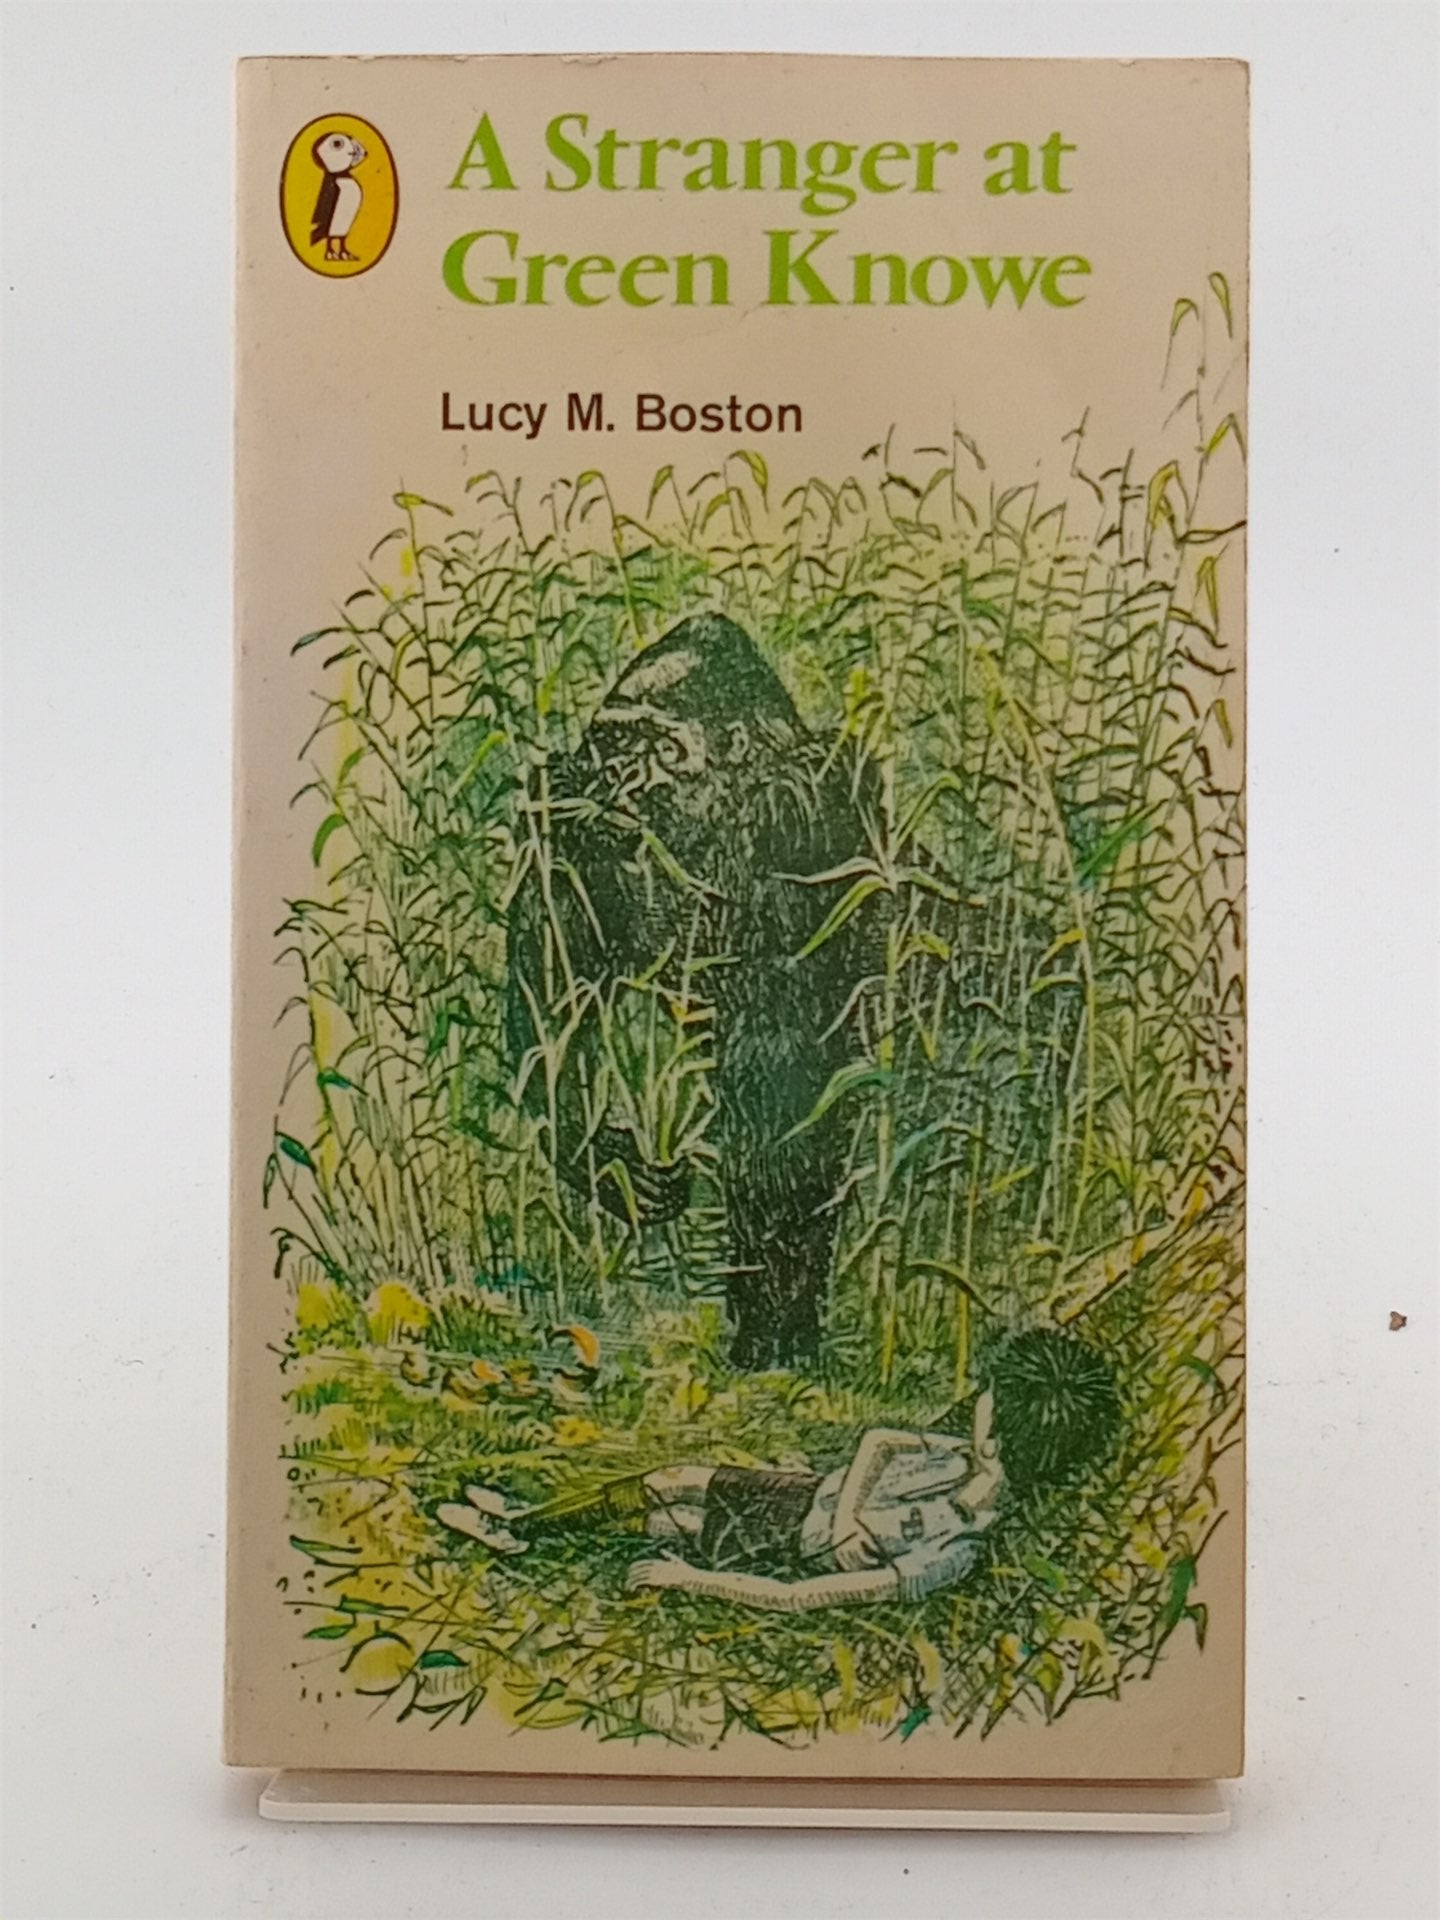 A Stranger at
Green Knowe
Lucy M. Boston